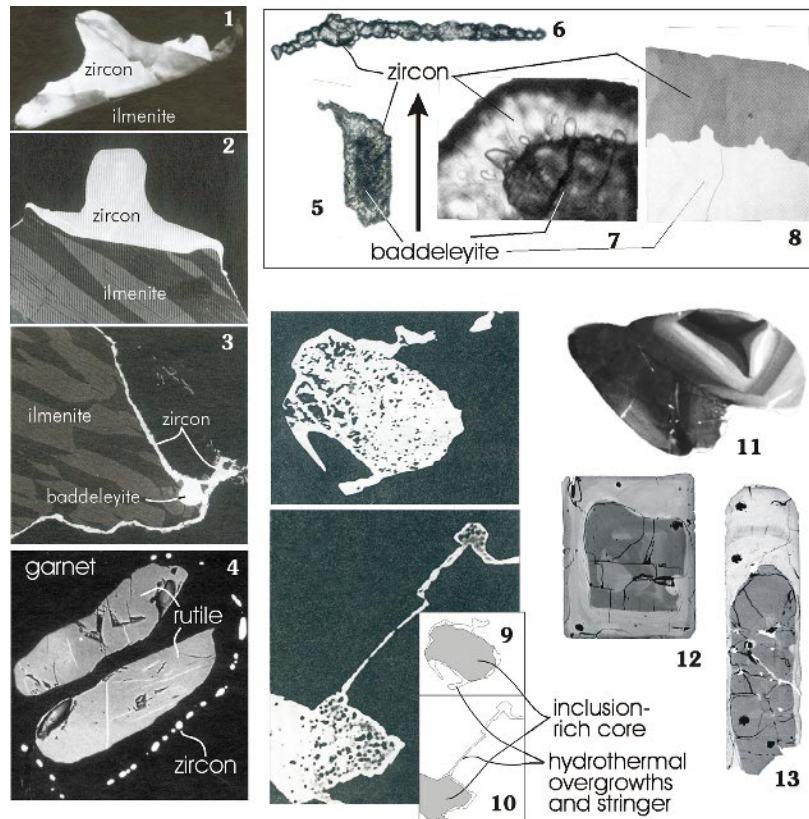 1
zircon
ilmenite
2
zircon
ilmenite
3
ilmenite
zircon
baddeleyite
garnet
4
rutile
zircon
6
zircon
5
7
8
baddeleyite
9
10
inclusion-
rich core
hydrothermal
overgrowths
and stringer
11
12
13